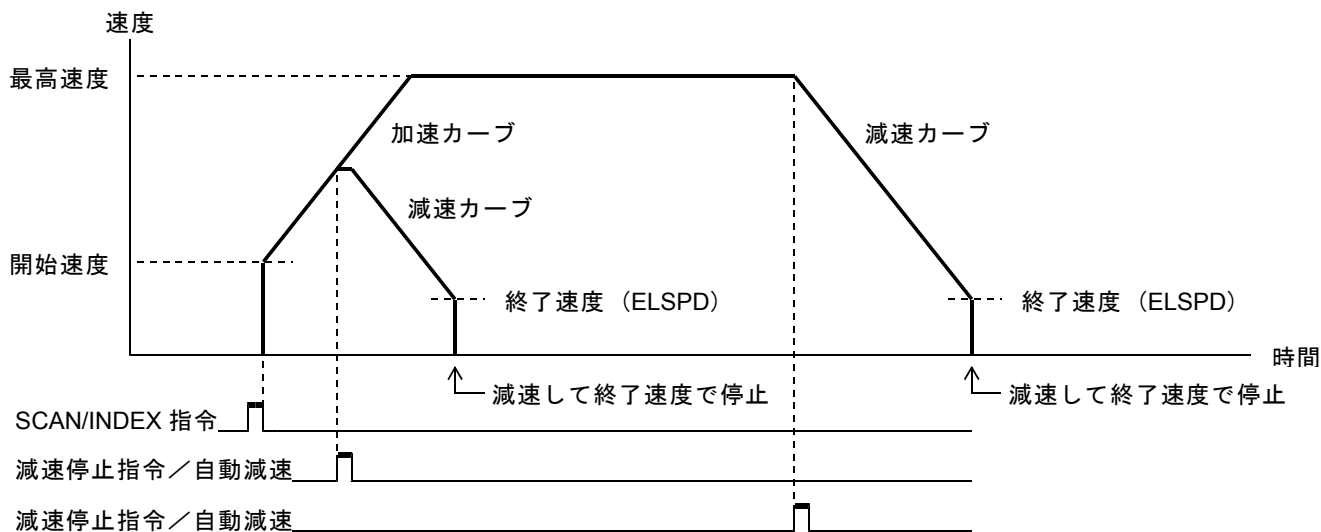 速度
最高速度
加速カーブ
減速カーブ
減速カーブ
開始速度
終了速度（ELSPD）
終了速度（ELSPD）
時間
減速して終了速度で停止
減速して終了速度で停止
SCAN/INDEX 指令
減速停止指令／自動減速
減速停止指令／自動減速